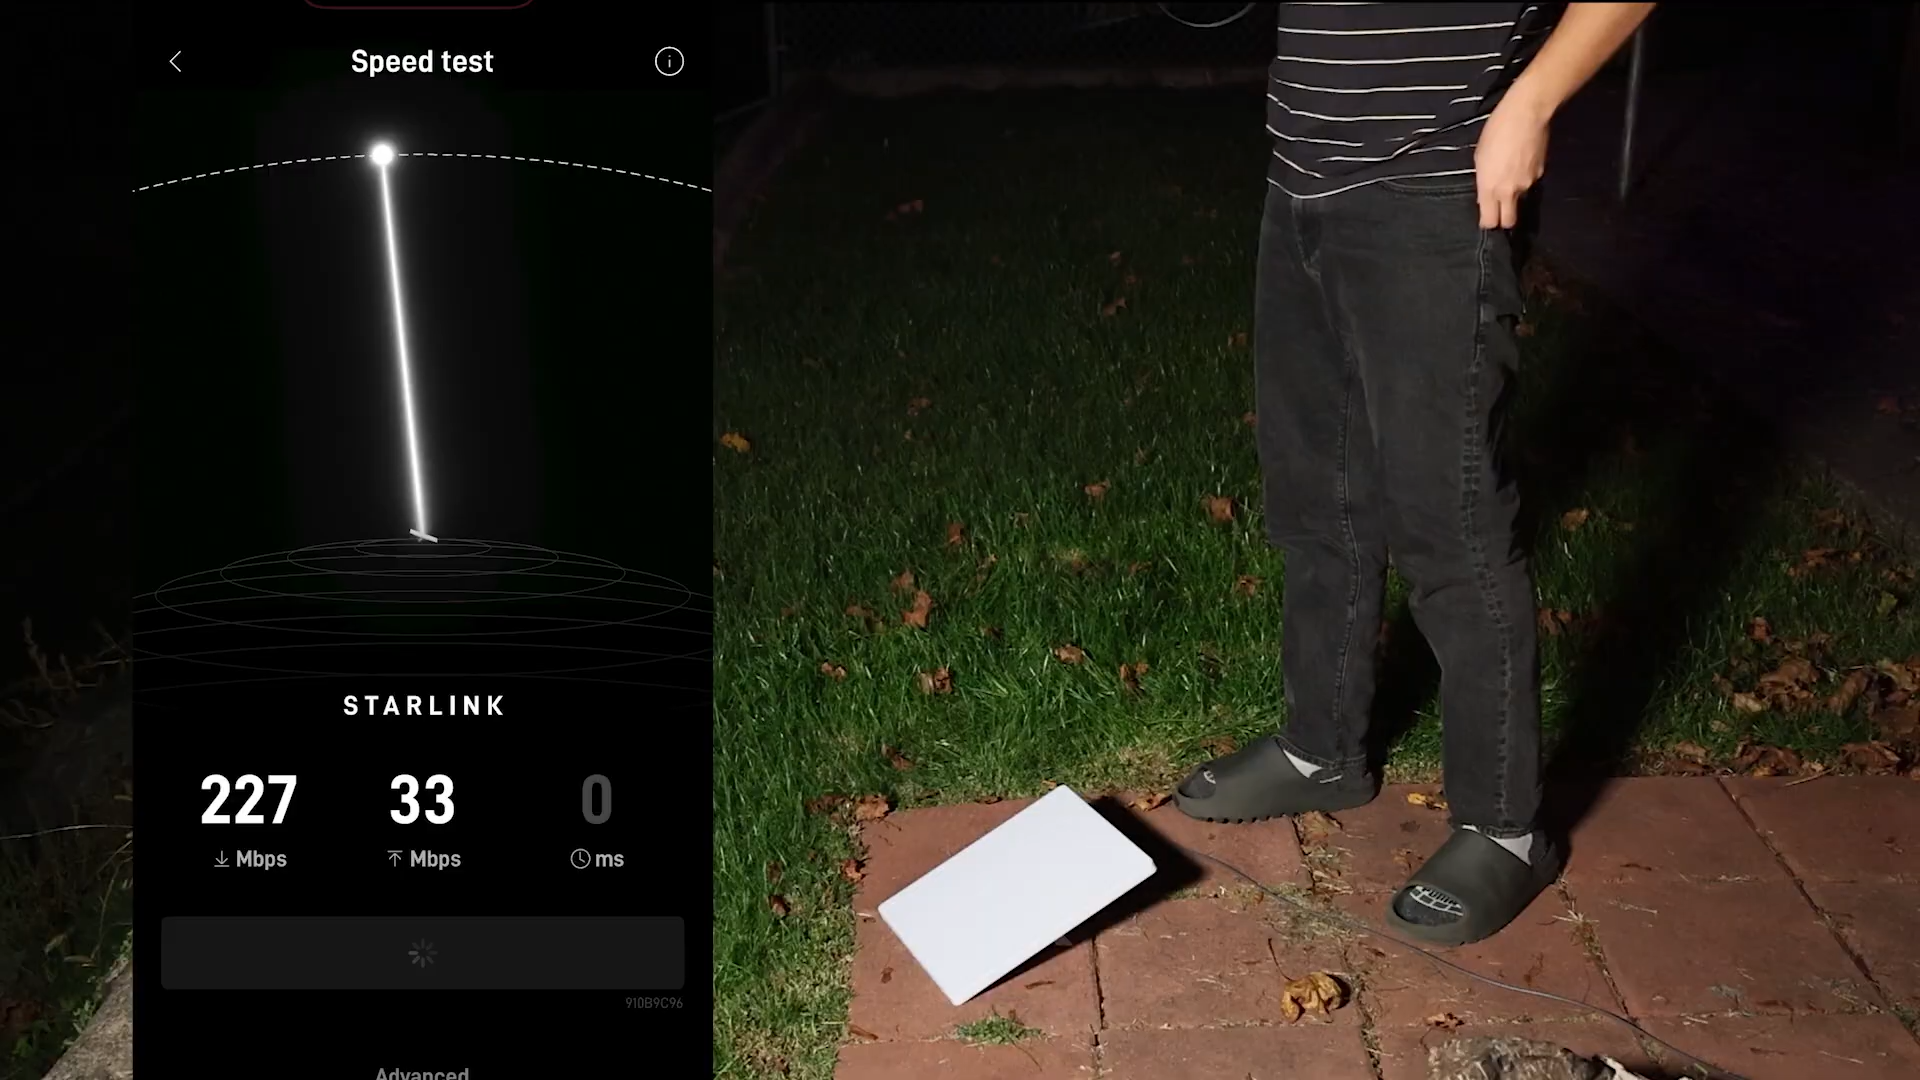 Speed test
STARLINK
227 33 0
Mbps Mbps ms
910B9C96
Advanced